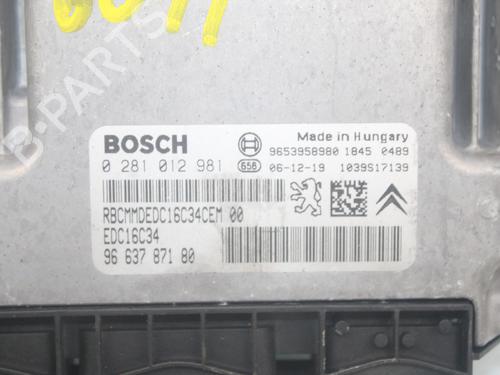 BOSCH
Made in Hungary
0 281 012 981
658
9653958980 1845 0489
06-12-19 1039S17139
RBCMMDEDC16C34CEM 00
EDC16C34
96 637 871 80
B-PARTS